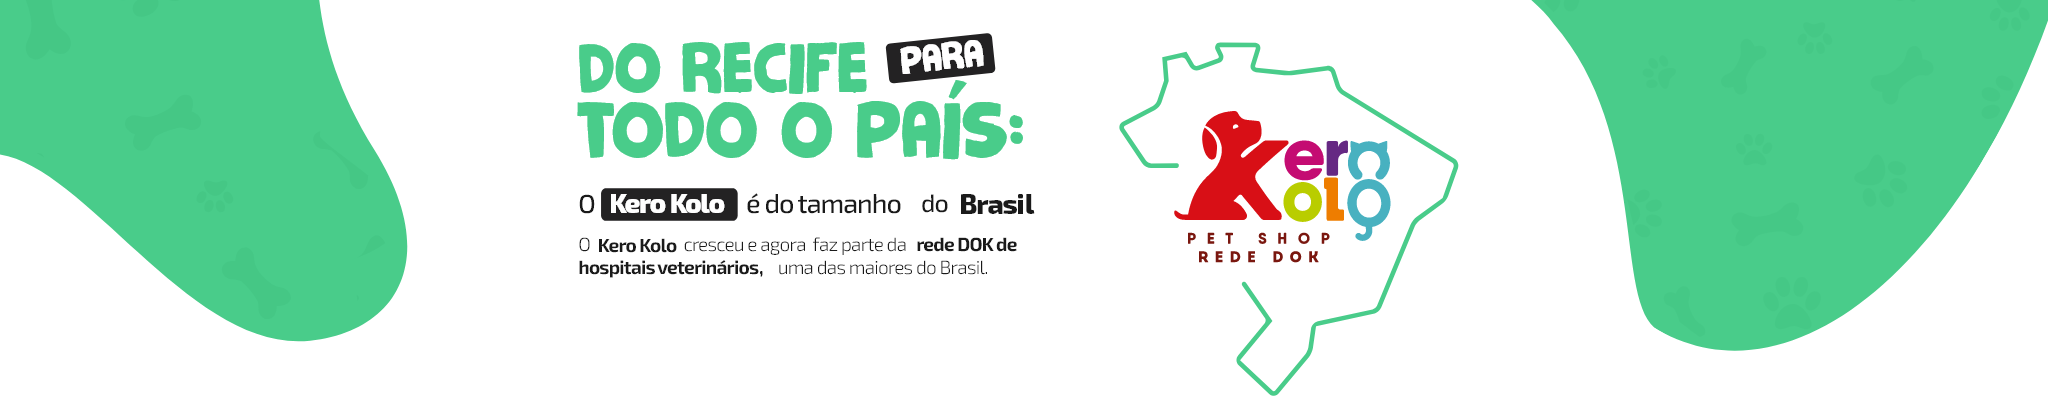 DO RECIFE PARA
TODO O PAÍS:
O Kero Kolo é do tamanho do Brasil
O Kero Kolo cresceu e agora faz parte da rede DOK de
hospitais veterinários, uma das maiores do Brasil.
Kero
Kolo
PET SHOP
REDE DOK